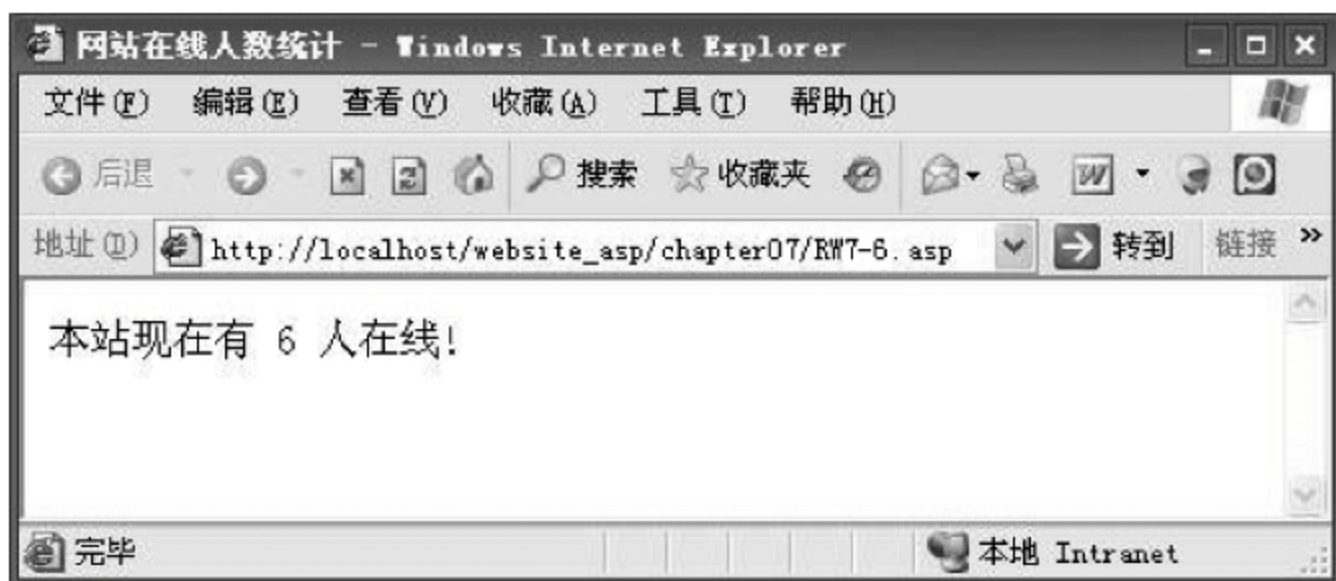 网站在线人数统计 - Windows Internet Explorer
文件(F) 编辑(E) 查看(V) 收藏(A) 工具(T) 帮助(H)
后退 搜索 收藏夹
地址(D) http://localhost/website_asp/chapter07/RW7-6.asp 转到 链接 »
本站现在有 6 人在线!
完毕 本地 Intranet